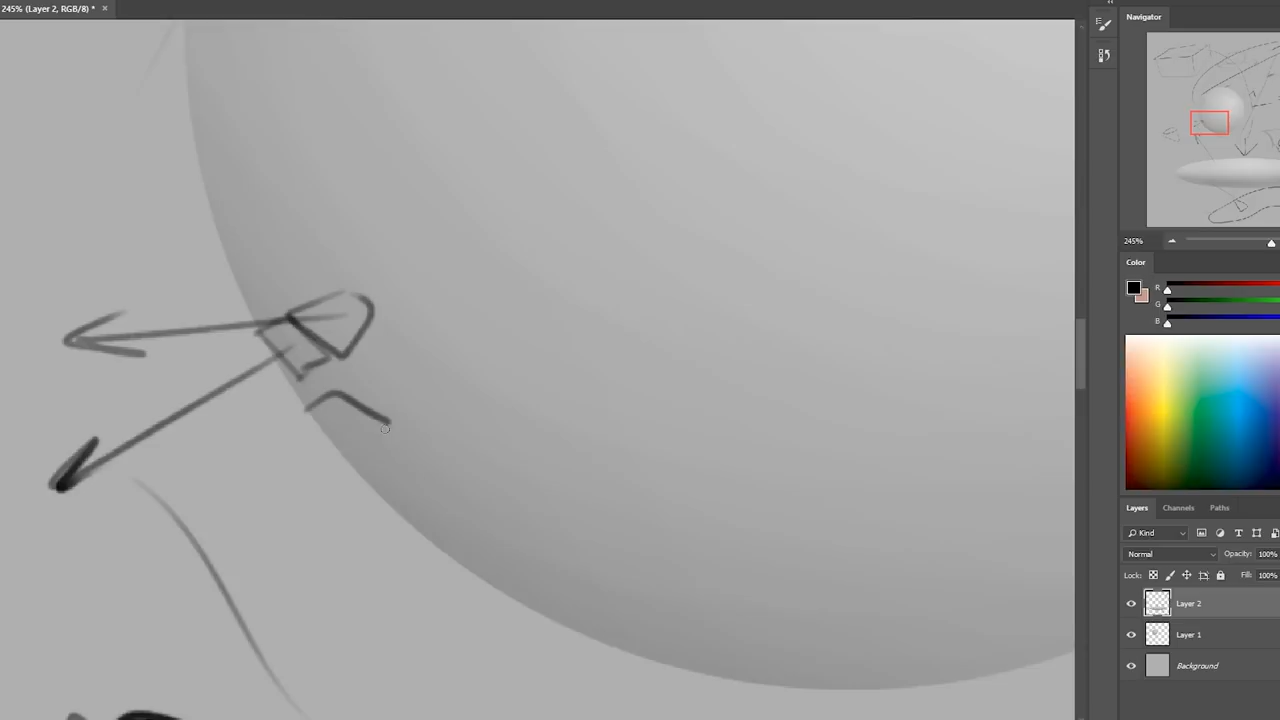 245% (Layer 2, RGB/8) * ×
Navigator
245%
Color
R
G
B
Layers Channels Paths
Kind
Normal Opacity: 100%
Lock: Fill: 100%
Layer 2
Layer 1
Background